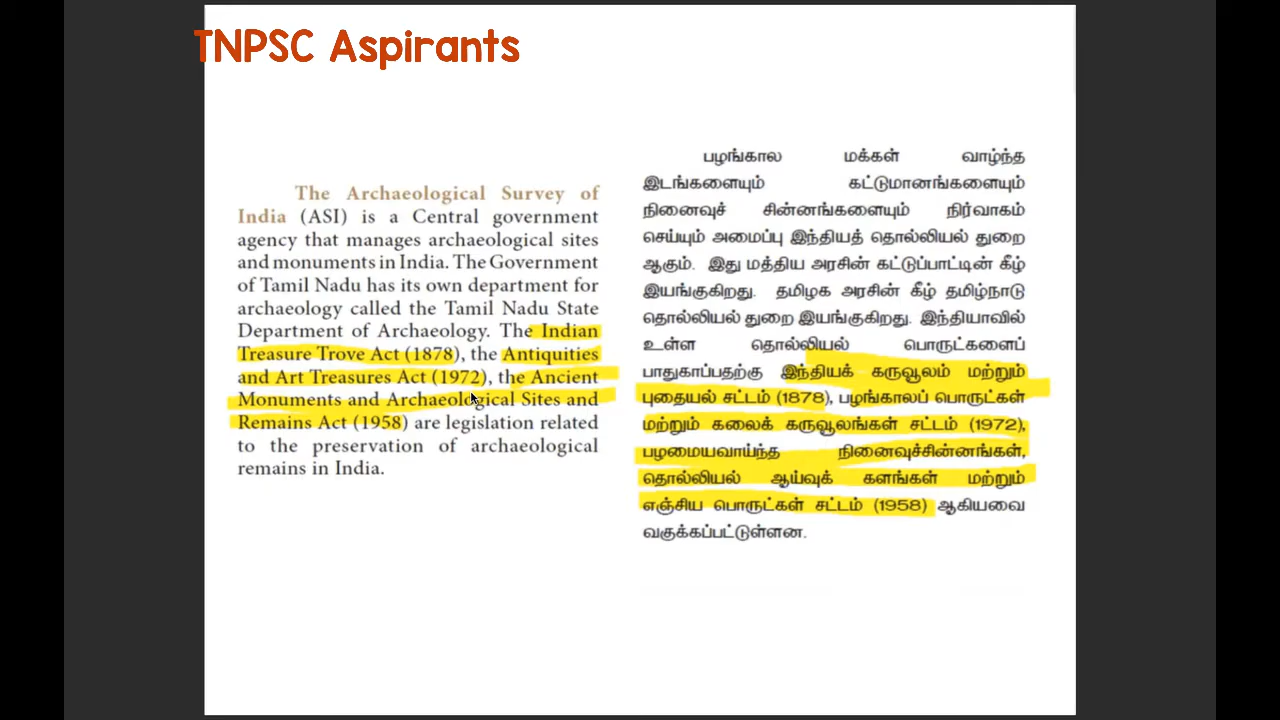 TNPSC Aspirants
The Archaeological Survey of
India (ASI) is a Central government
agency that manages archaeological sites
and monuments in India. The Government
of Tamil Nadu has its own department for
archaeology called the Tamil Nadu State
Department of Archaeology. The Indian
Treasure Trove Act (1878), the Antiquities
and Art Treasures Act (1972), the Ancient
Monuments and Archaeological Sites and
Remains Act (1958) are legislation related
to the preservation of archaeological
remains in India.
பழங்கால மக்கள் வாழ்ந்த
இடங்களையும் கட்டுமானங்களையும்
நினைவுச் சின்னங்களையும் நிர்வாகம்
செய்யும் அமைப்பு இந்தியத் தொல்லியல் துறை
ஆகும். இது மத்திய அரசின் கட்டுப்பாட்டின் கீழ்
இயங்குகிறது. தமிழக அரசின் கீழ் தமிழ்நாடு
தொல்லியல் துறை இயங்குகிறது. இந்தியாவில்
உள்ள தொல்லியல் பொருட்களைப்
பாதுகாப்பதற்கு இந்தியக் கருவூலம் மற்றும்
புதையல் சட்டம் (1878), பழங்காலப் பொருட்கள்
மற்றும் கலைக் கருவூலங்கள் சட்டம் (1972),
பழமையவாய்ந்த நினைவுச்சின்னங்கள்,
தொல்லியல் ஆய்வுக் களங்கள் மற்றும்
எஞ்சிய பொருட்கள் சட்டம் (1958) ஆகியவை
வகுக்கப்பட்டுள்ளன.